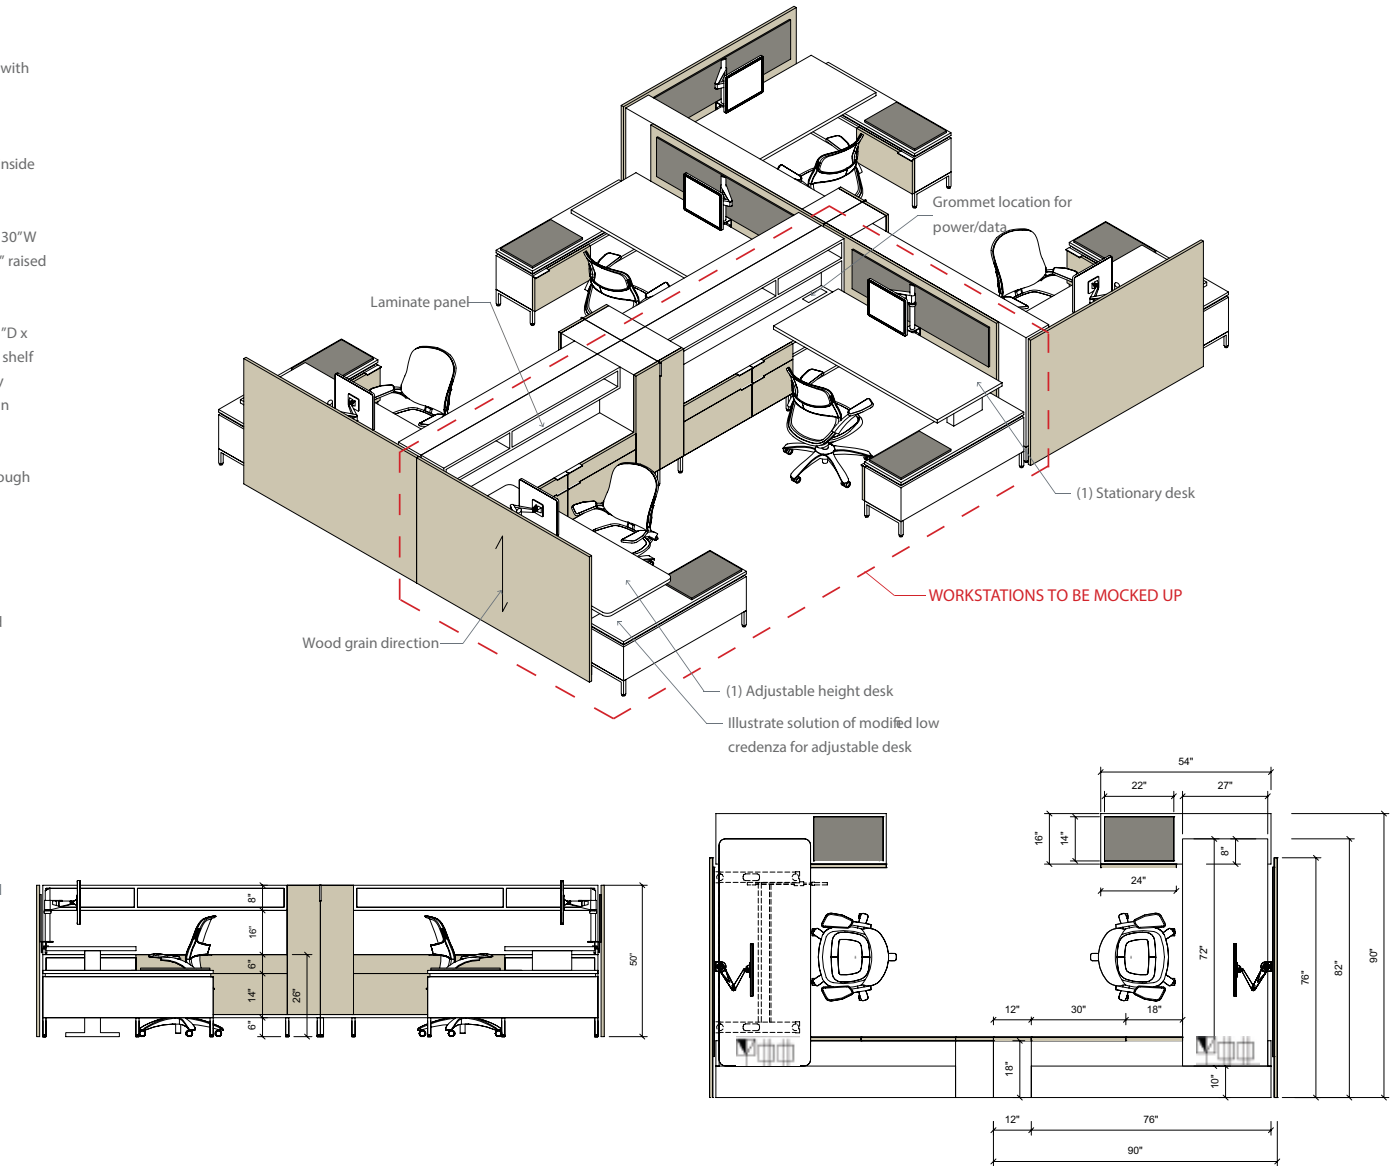 with
nside
30"W
" raised
"D x
shelf
y
n
ough
Grommet location for
power/data
Laminate panel
(1) Stationary desk
WORKSTATIONS TO BE MOCKED UP
Wood grain direction
(1) Adjustable height desk
Illustrate solution of modified low
credenza for adjustable desk
54"
22"
27"
16"
14"
8"
24"
72"
76"
82"
90"
12"
30"
18"
18"
10"
12"
76"
90"
8"
16"
6"
14"
26"
6"
50"